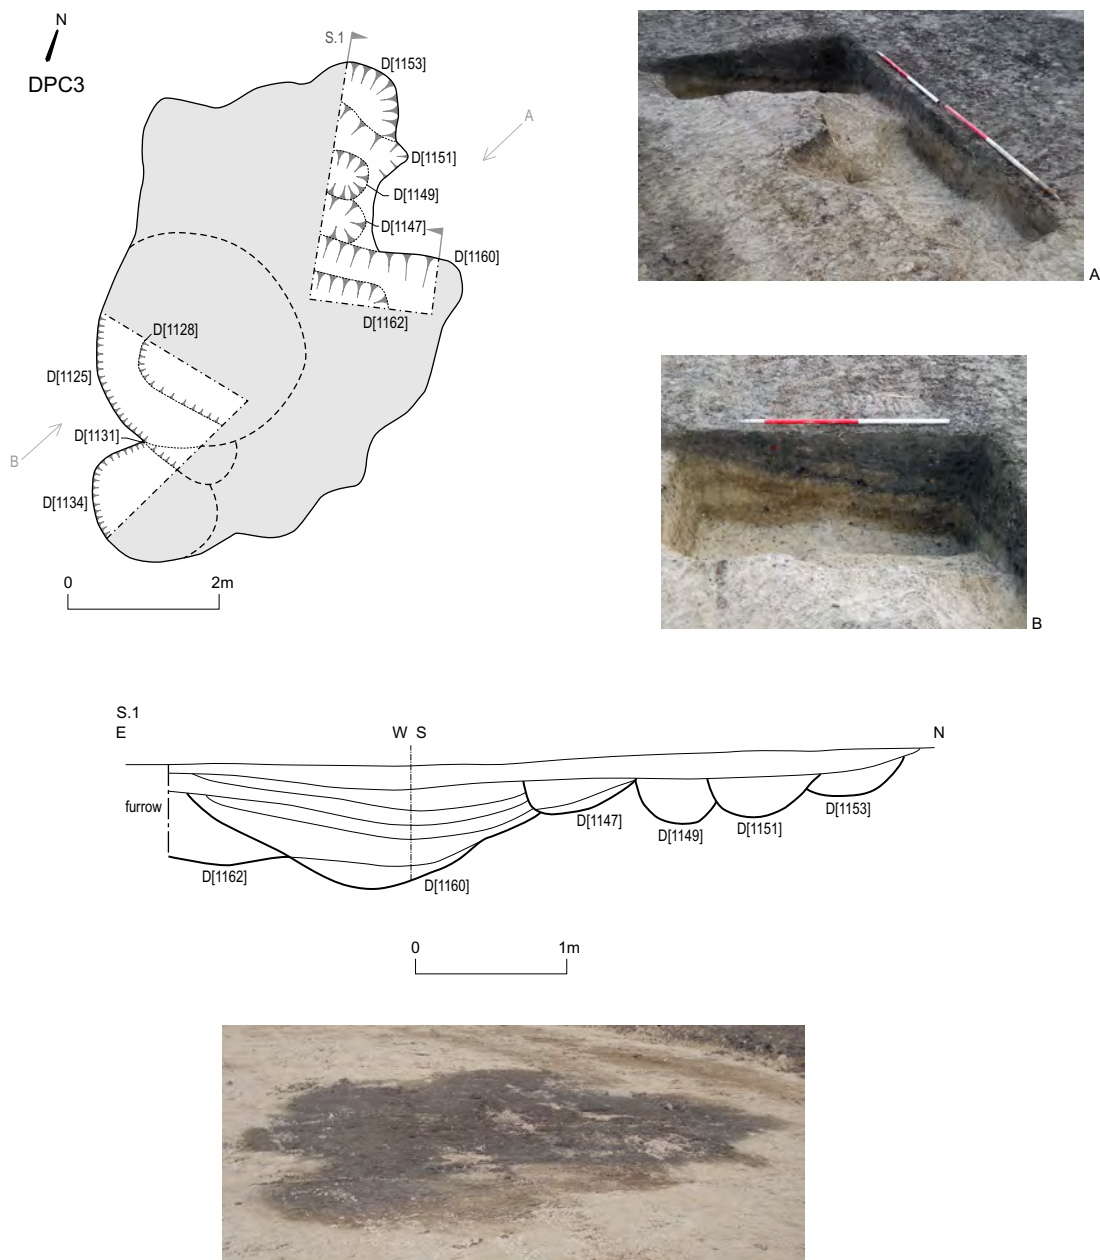 N
DPC3
S.1
D[1153]
A
D[1151]
D[1149]
D[1147]
D[1160]
D[1162]
D[1128]
D[1125]
D[1131]
B
D[1134]
0 2m
A
B
S.1
E W S N
furrow
D[1147]
D[1149]
D[1151]
D[1153]
D[1162]
D[1160]
0 1m